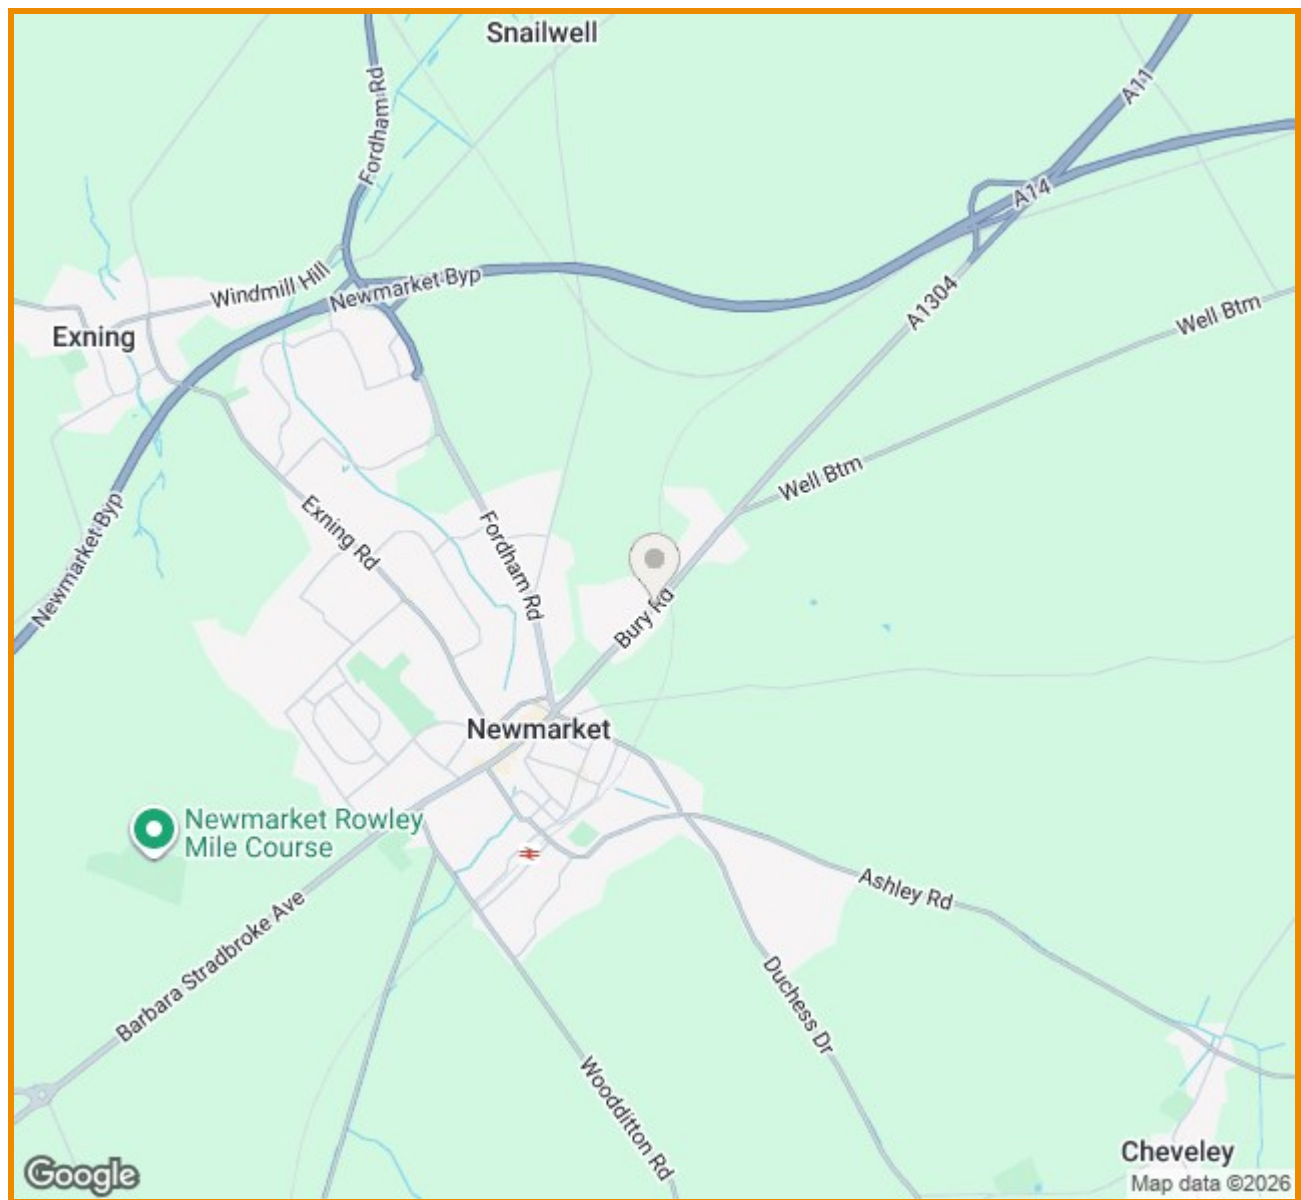 Snailwell
Fordham Rd
A11
A14
Windmill Hill
Newmarket Byp
A1304
Well Btm
Exning
Well Btm
Newmarket Byp
Exning Rd
Fordham Rd
Bury Rd
Newmarket
Newmarket Rowley
Mile Course
Ashley Rd
Barbara Stradbroke Ave
Duchess Dr
Woodditton Rd
Cheveley
Google
Map data ©2026